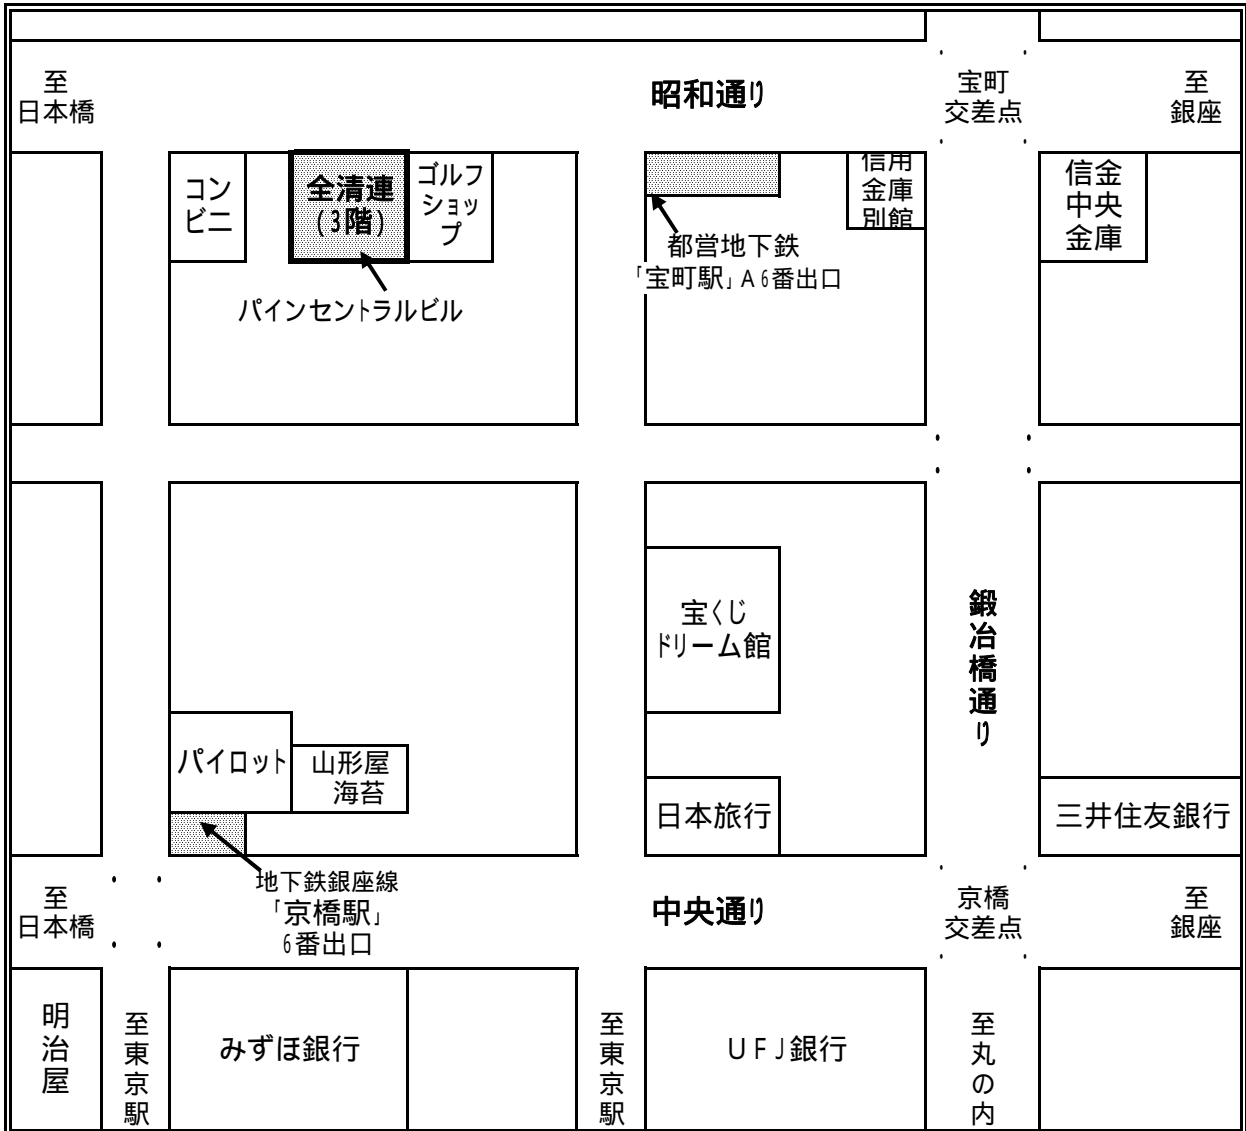 至
日本橋
昭和通り
宝町
交差点
至
銀座
コン
ビニ
全清連
(3階)
ゴルフ
ショッ
プ
信用
金庫
別館
信金
中央
金庫
都営地下鉄
「宝町駅」A6番出口
パインセントラルビル
宝くじ
ドリーム館
鍛冶橋通り
パイロット
山形屋
海苔
日本旅行
三井住友銀行
至
日本橋
地下鉄銀座線
「京橋駅」
6番出口
中央通り
京橋
交差点
至
銀座
明治屋
至東京駅
みずほ銀行
至東京駅
UFJ銀行
至丸の内